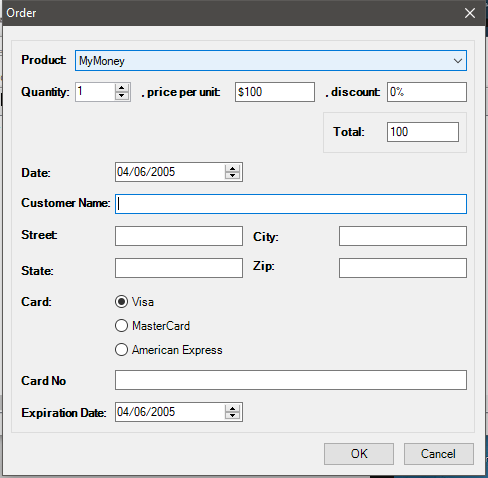 Order
Product: MyMoney
Quantity: 1 , price per unit: $100 , discount: 0%
Total: 100
Date: 04/06/2005
Customer Name:
Street: City:
State: Zip:
Card: Visa
MasterCard
American Express
Card No
Expiration Date: 04/06/2005
OK Cancel